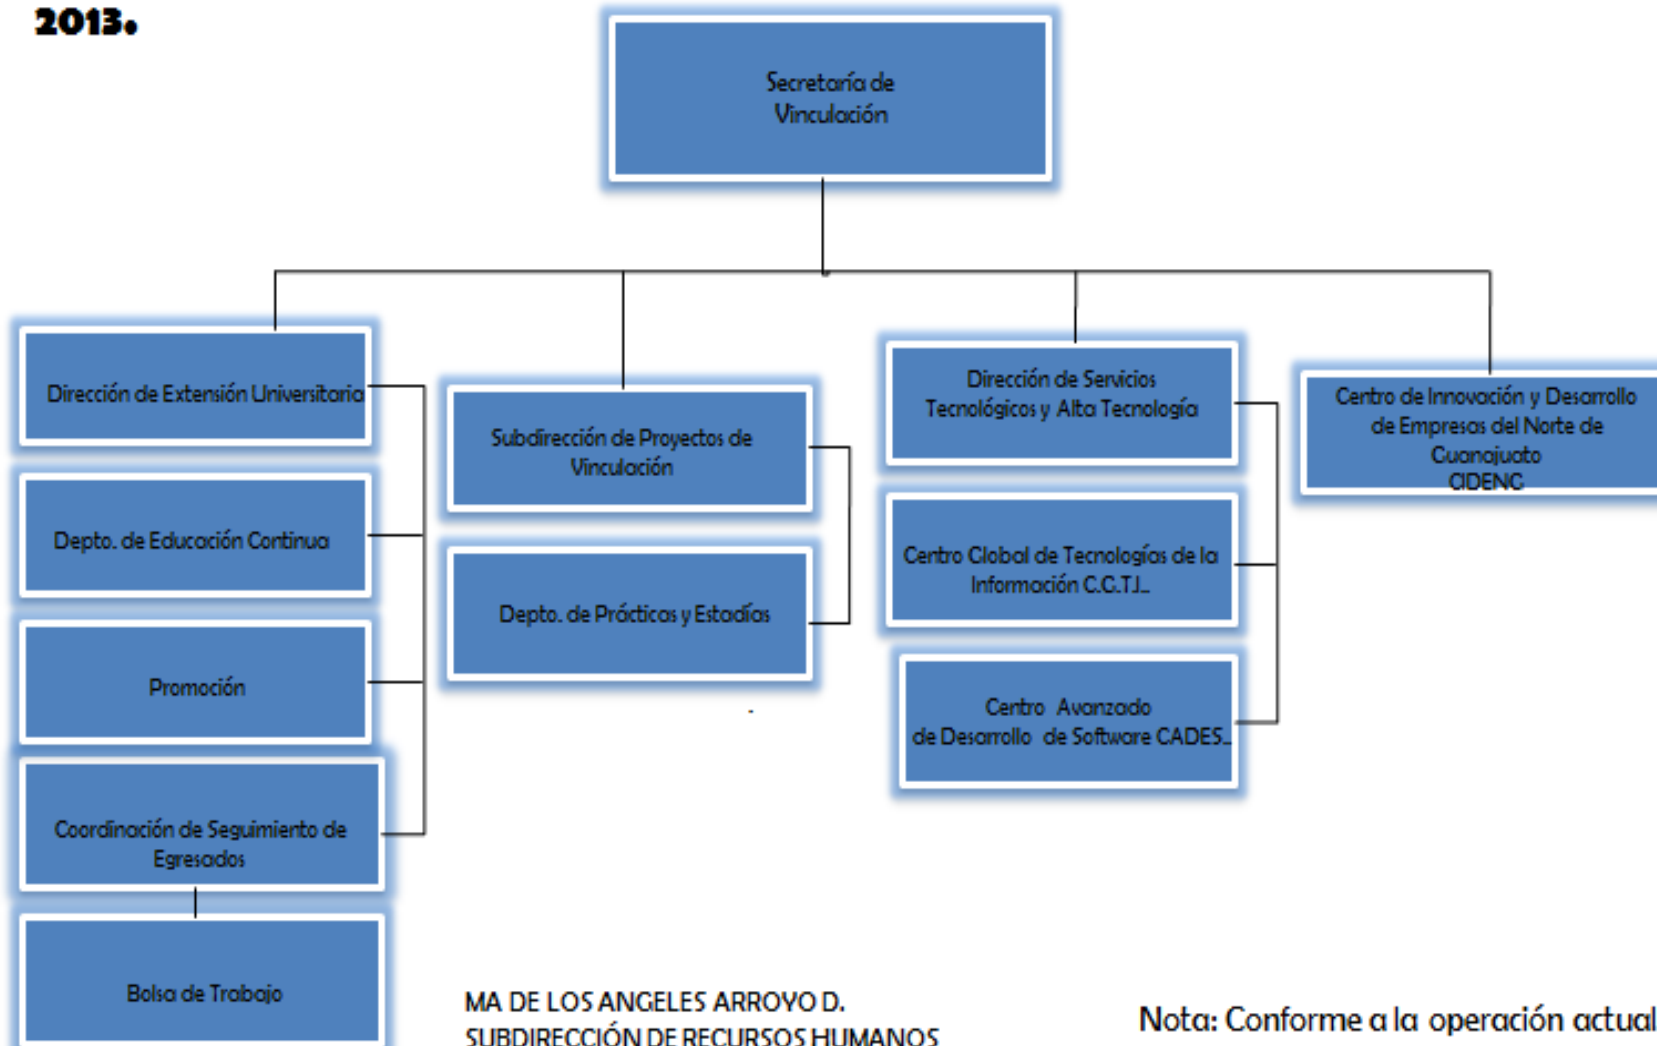 2013.
Secretaría de
Vinculación
Dirección de Extensión Universitaria
Depto. de Educación Continua
Promoción
Coordinación de Seguimiento de
Egresados
Bolsa de Trabajo
Subdirección de Proyectos de
Vinculación
Depto. de Prácticas y Estadías
Dirección de Servicios
Tecnológicos y Alta Tecnología
Centro Global de Tecnologías de la
Información C.G.T.I..
Centro Avanzado
de Desarrollo de Software CADES..
Centro de Innovación y Desarrollo
de Empresas del Norte de
Guanajuato
CIDENG
MA DE LOS ANGELES ARROYO D.
SUBDIRECCIÓN DE RECURSOS HUMANOS
Nota: Conforme a la operación actual